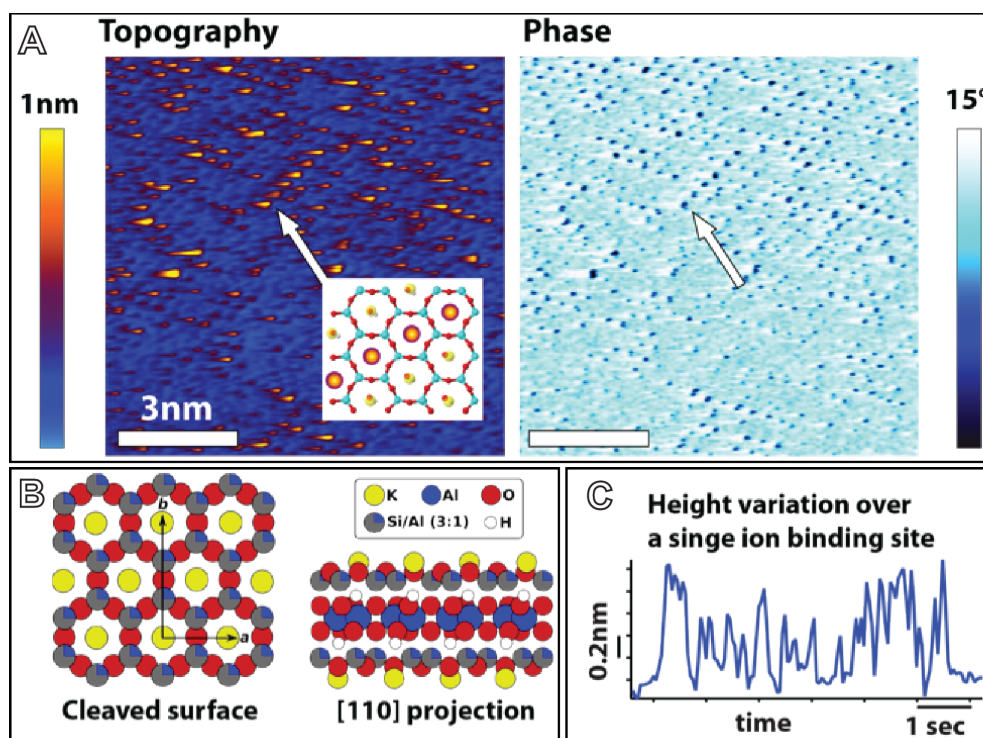 A
Topography
Phase
1nm
15°
3nm
B
b
a
K
Al
O
Si/Al (3:1)
H
Cleaved surface
[110] projection
C
Height variation over
a singe ion binding site
0.2nm
time
1 sec